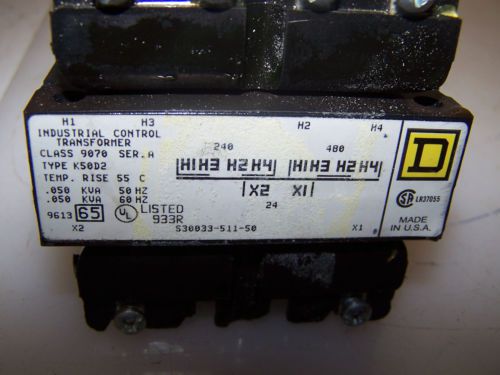 H1 H3 H2 H4
INDUSTRIAL CONTROL
TRANSFORMER
CLASS 9070 SER.A
TYPE K50D2
TEMP. RISE 55 C
.050 KVA 50 HZ
.050 KVA 60 HZ
9613 65 UL LISTED
933R
X2
240 480
H1H3 H2H4 H1H3 H2H4
X2 X1
24
S30033-511-50
X1
D
SA LR37055
MADE
IN U.S.A.